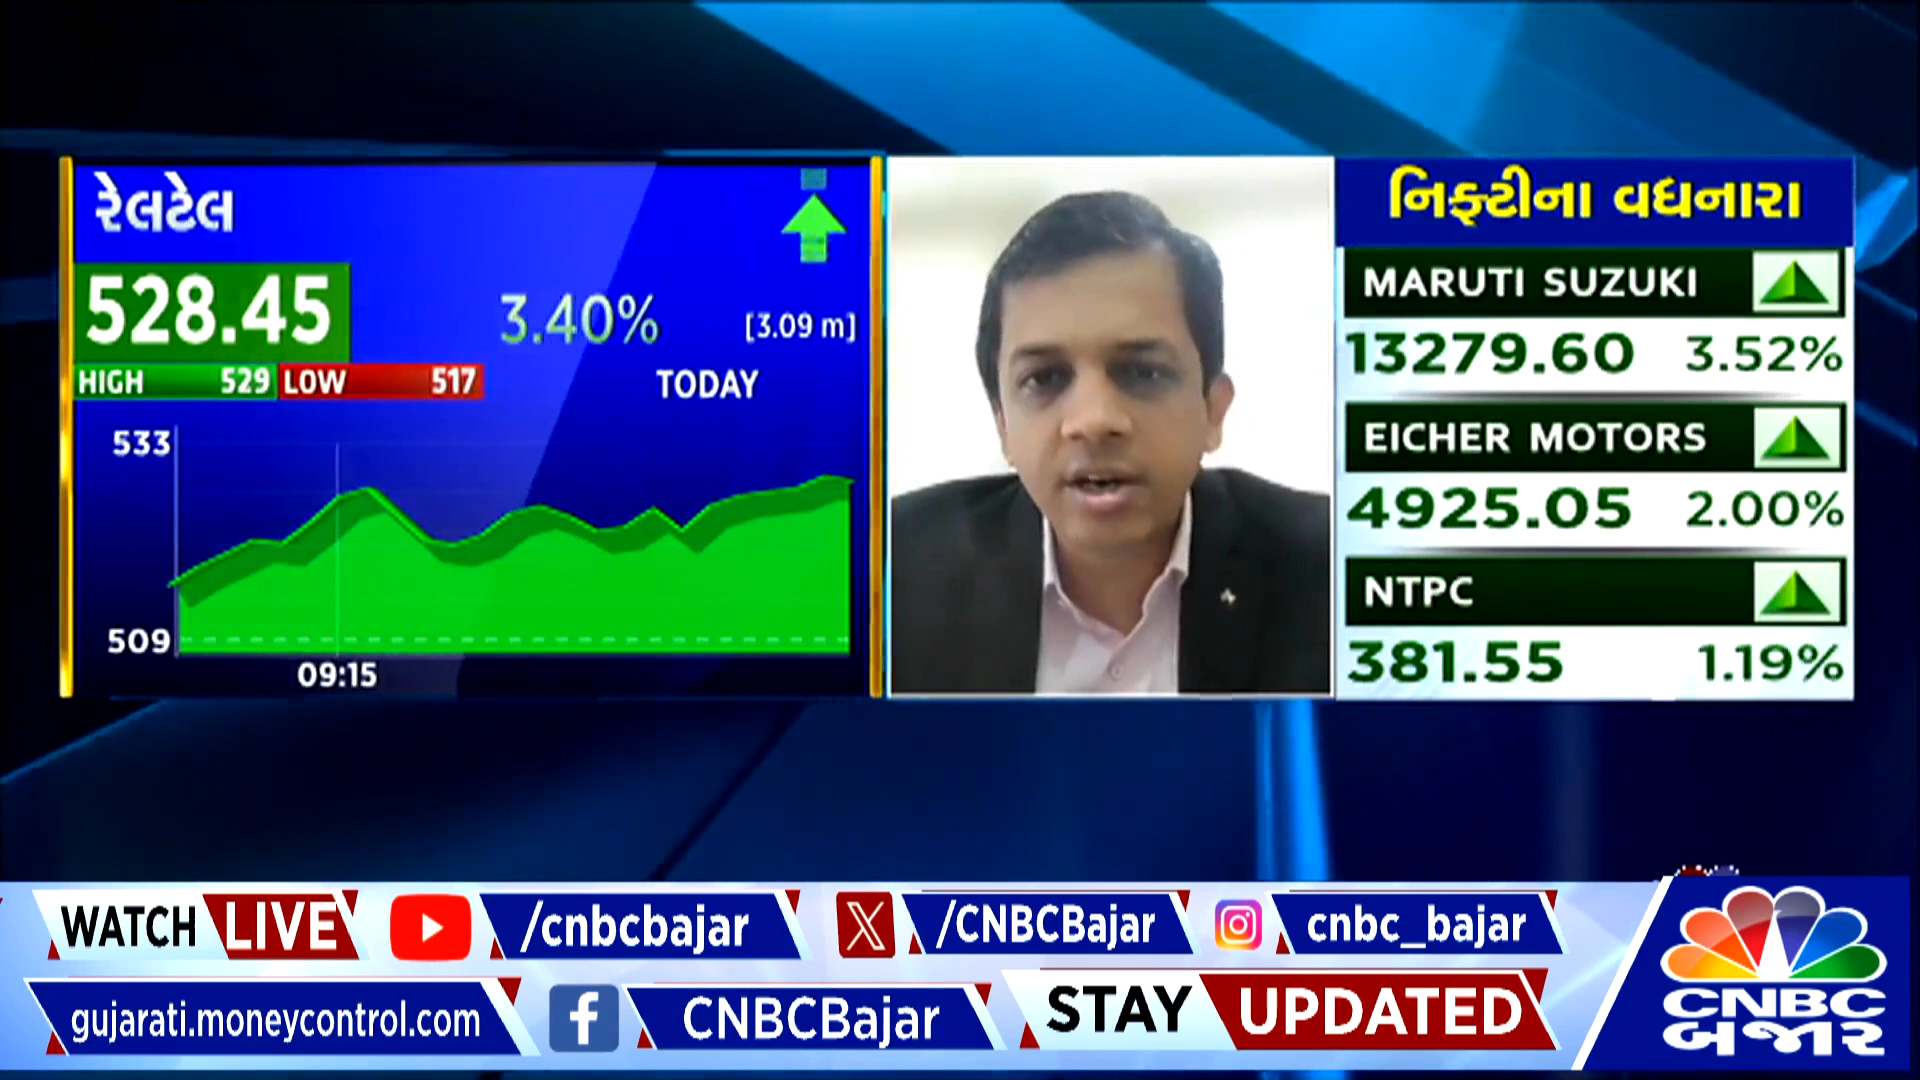 રેલટેલ
528.45
3.40%
[3.09 m]
HIGH 529 LOW 517
TODAY
533
509
09:15
નિફ્ટીના વધનારા
MARUTI SUZUKI
13279.60 3.52%
EICHER MOTORS
4925.05 2.00%
NTPC
381.55 1.19%
WATCH LIVE /cnbcbajar /CNBCBajar cnbc_bajar
gujarati.moneycontrol.com CNBCBajar STAY UPDATED
CNBC
બજાર